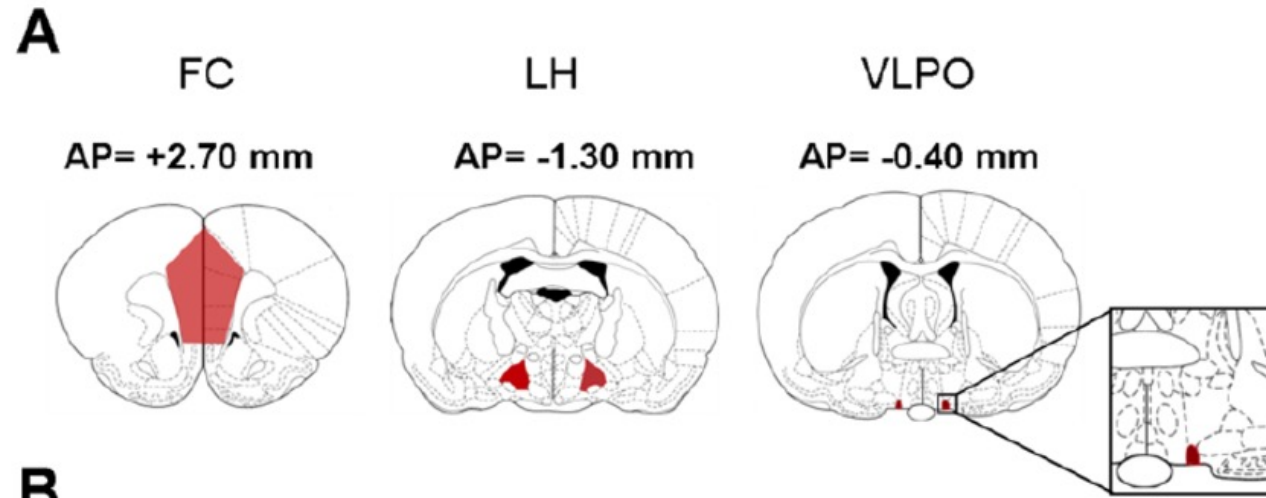 A
FC LH VLPO
AP= +2.70 mm AP= -1.30 mm AP= -0.40 mm
B